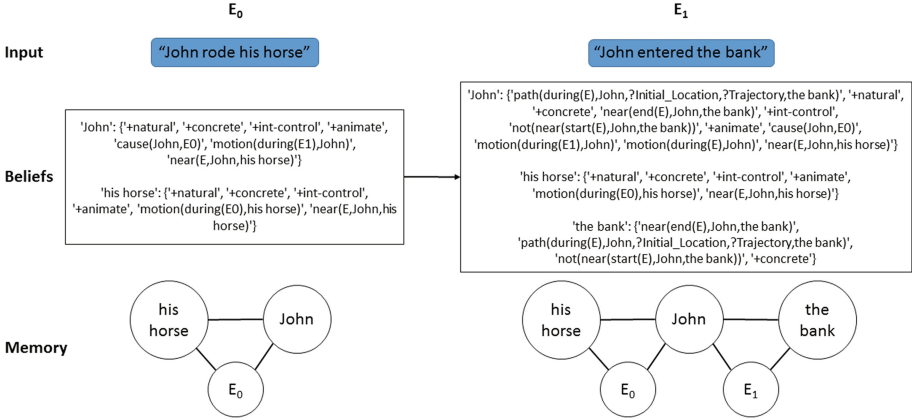 E0
E1
Input
“John rode his horse”
“John entered the bank”
Beliefs
'John': {'+natural', '+concrete', '+int-control', '+animate',
'cause(John,E0)', 'motion(during(E1),John)',
'near(E,John,his horse)'}
'his horse': {'+natural', '+concrete', '+int-control',
'+animate', 'motion(during(E0),his horse)', 'near(E,John,his
horse)'}
'John': {'path(during(E),John,?Initial_Location,?Trajectory,the bank)', '+natural',
'+concrete', 'near(end(E),John,the bank)', '+int-control',
'not(near(start(E),John,the bank))', '+animate', 'cause(John,E0)',
'motion(during(E1),John)', 'motion(during(E),John)', 'near(E,John,his horse)'}
'his horse': {'+natural', '+concrete', '+int-control', '+animate',
'motion(during(E0),his horse)', 'near(E,John,his horse)'}
'the bank': {'near(end(E),John,the bank)',
'path(during(E),John,?Initial_Location,?Trajectory,the bank)',
'not(near(start(E),John,the bank))', '+concrete'}
Memory
his
horse
John
E0
his
horse
John
the
bank
E0
E1